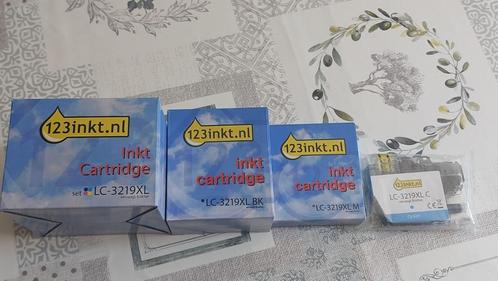 123inkt.nl
Inkt
Cartridge
set LC-3219XL
123inkt.nl
inkt
cartridge
*LC-3219XL BK
123inkt.nl
inkt
cartridge
*LC-3219XL M
123inkt.nl
LC-3219XL C